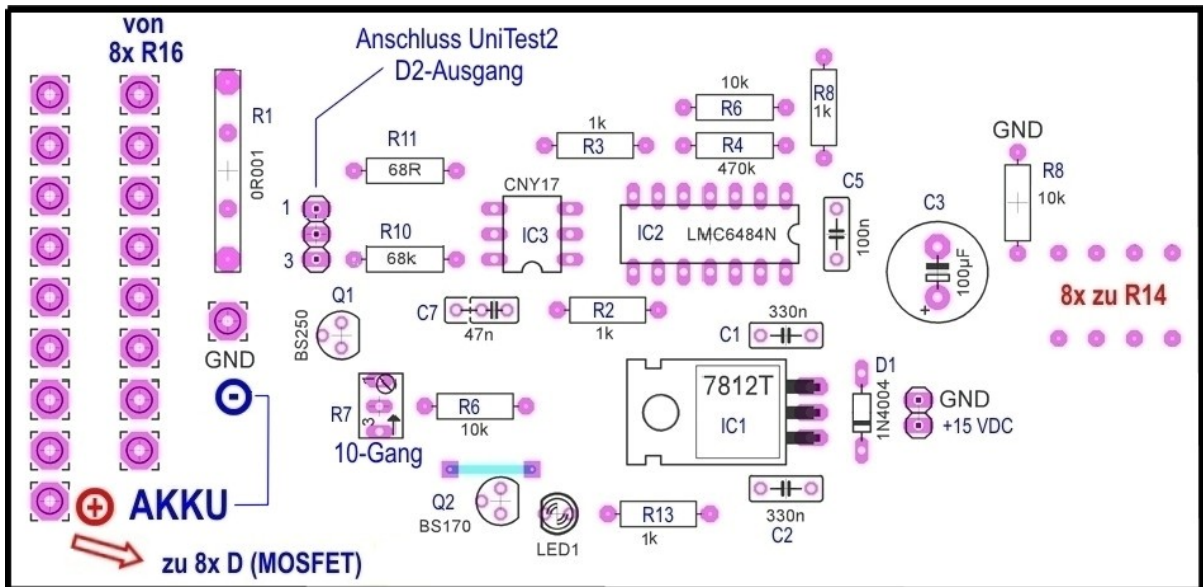 von
8x R16
Anschluss UniTest2
D2-Ausgang
R1
0R001
R11
68R
1
3
R10
68k
1k
R3
10k
R6
R4
470k
R8
1k
CNY17
IC3
IC2
LMC6484N
C5
100n
C3
100µF
+
GND
R8
10k
8x zu R14
Q1
BS250
C7
47n
R2
1k
330n
C1
GND
-
R7
1
3
10-Gang
R6
10k
7812T
IC1
D1
1N4004
GND
+15 VDC
+
AKKU
Q2
BS170
LED1
R13
1k
330n
C2
zu 8x D (MOSFET)